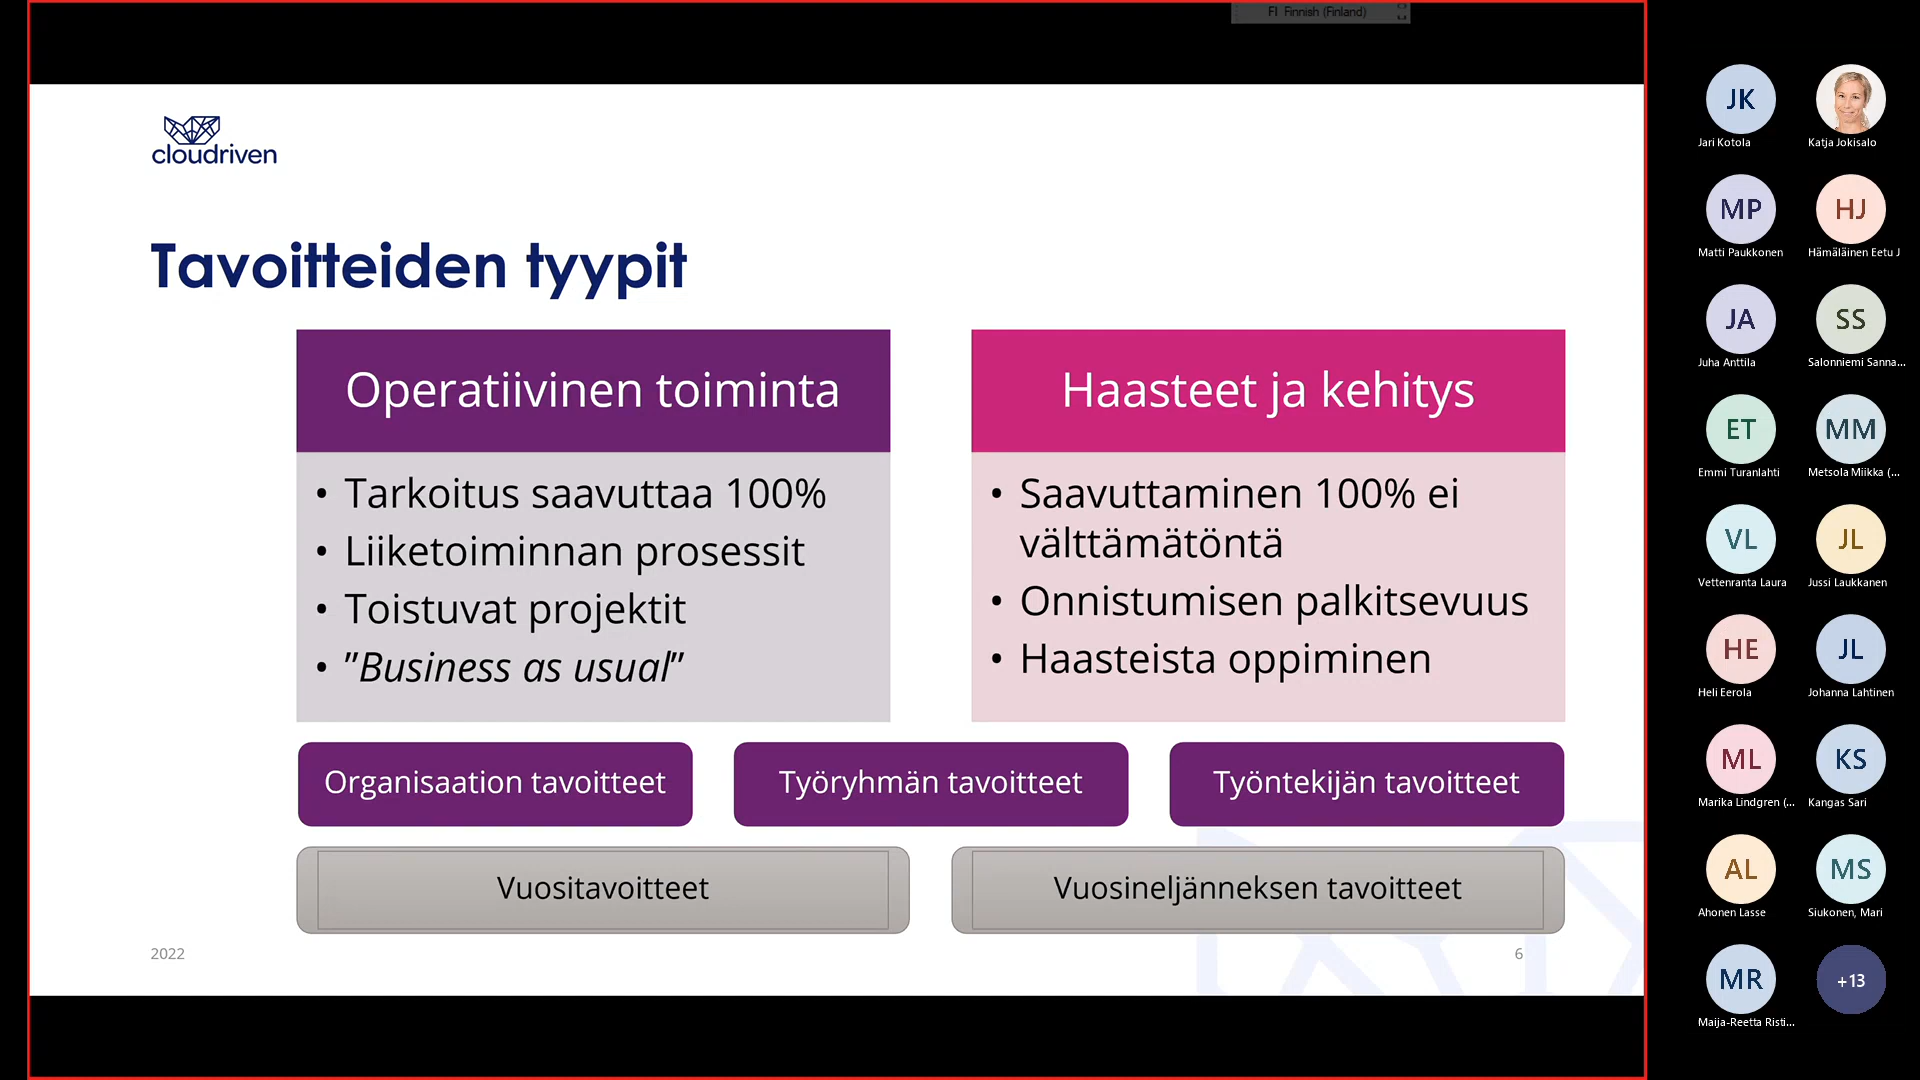 FI Finnish (Finland)
cloudriven
Tavoitteiden tyypit
Operatiivinen toiminta
• Tarkoitus saavuttaa 100%
• Liiketoiminnan prosessit
• Toistuvat projektit
• ”Business as usual”
Haasteet ja kehitys
• Saavuttaminen 100% ei
välttämätöntä
• Onnistumisen palkitsevuus
• Haasteista oppiminen
Organisaation tavoitteet
Työryhmän tavoitteet
Työntekijän tavoitteet
Vuositavoitteet
Vuosineljänneksen tavoitteet
2022
6
JK
Jari Kotola
Katja Jokisalo
MP
Matti Paukkonen
HJ
Hämäläinen Eetu J
JA
Juha Anttila
SS
Salonniemi Sanna...
ET
Emmi Turanlahti
MM
Metsola Miikka (...
VL
Vettenranta Laura
JL
Jussi Laukkanen
HE
Heli Eerola
JL
Johanna Lahtinen
ML
Marika Lindgren (...
KS
Kangas Sari
AL
Ahonen Lasse
MS
Siukonen, Mari
MR
Maija-Reetta Risti...
+13